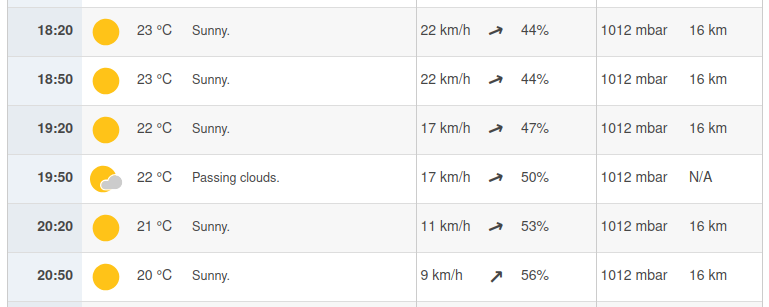 18:20 23 °C Sunny. 22 km/h 44% 1012 mbar 16 km
18:50 23 °C Sunny. 22 km/h 44% 1012 mbar 16 km
19:20 22 °C Sunny. 17 km/h 47% 1012 mbar 16 km
19:50 22 °C Passing clouds. 17 km/h 50% 1012 mbar N/A
20:20 21 °C Sunny. 11 km/h 53% 1012 mbar 16 km
20:50 20 °C Sunny. 9 km/h 56% 1012 mbar 16 km